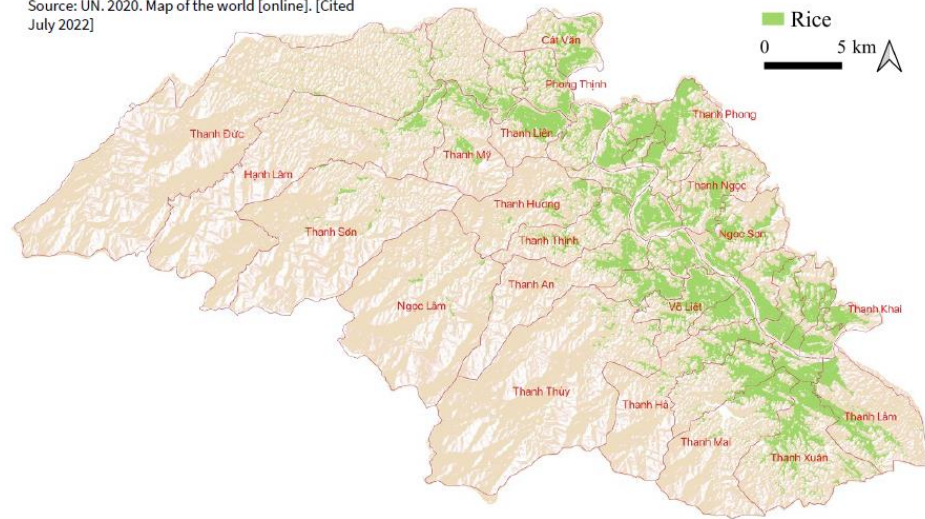 Source: UN. 2020. Map of the world [online]. [Cited
July 2022]
Rice
0 5 km
Cát Văn
Phong Thịnh
Thanh Phong
Thanh Đức
Thanh Liên
Thanh Mỹ
Hạnh Lâm
Thanh Ngọc
Thanh Hương
Thanh Sơn
Thanh Thịnh
Ngọc Sơn
Thanh An
Ngọc Lâm
Võ Liệt
Thanh Khai
Thanh Thủy
Thanh Hà
Thanh Lâm
Thanh Mai
Thanh Xuân